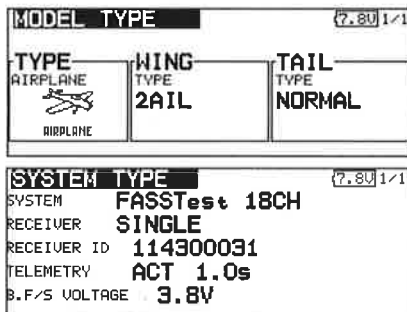 MODEL TYPE 7.8V 1/1
TYPE WING TAIL
AIRPLANE TYPE TYPE
2AIL NORMAL
AIRPLANE
SYSTEM TYPE 7.8V 1/1
SYSTEM FASSTest 18CH
RECEIVER SINGLE
RECEIVER ID 114300031
TELEMETRY ACT 1.0s
B.F/S VOLTAGE 3.8V